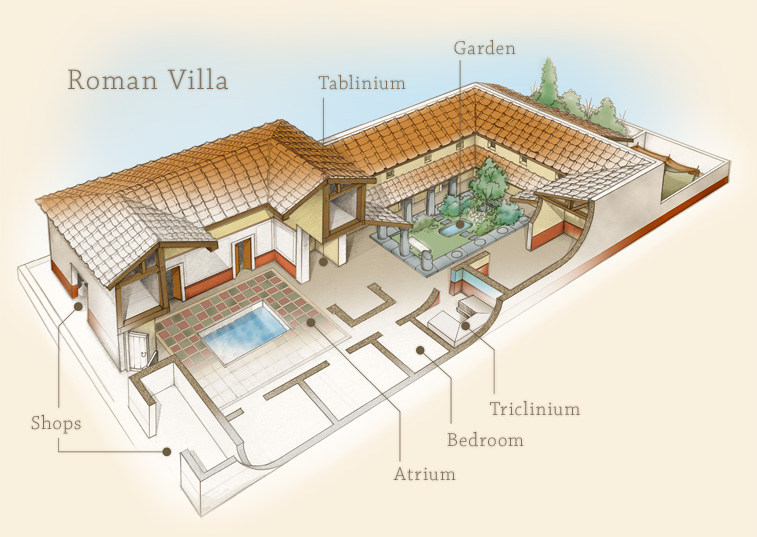 Garden
Roman Villa
Tablinium
Triclinium
Shops
Bedroom
Atrium